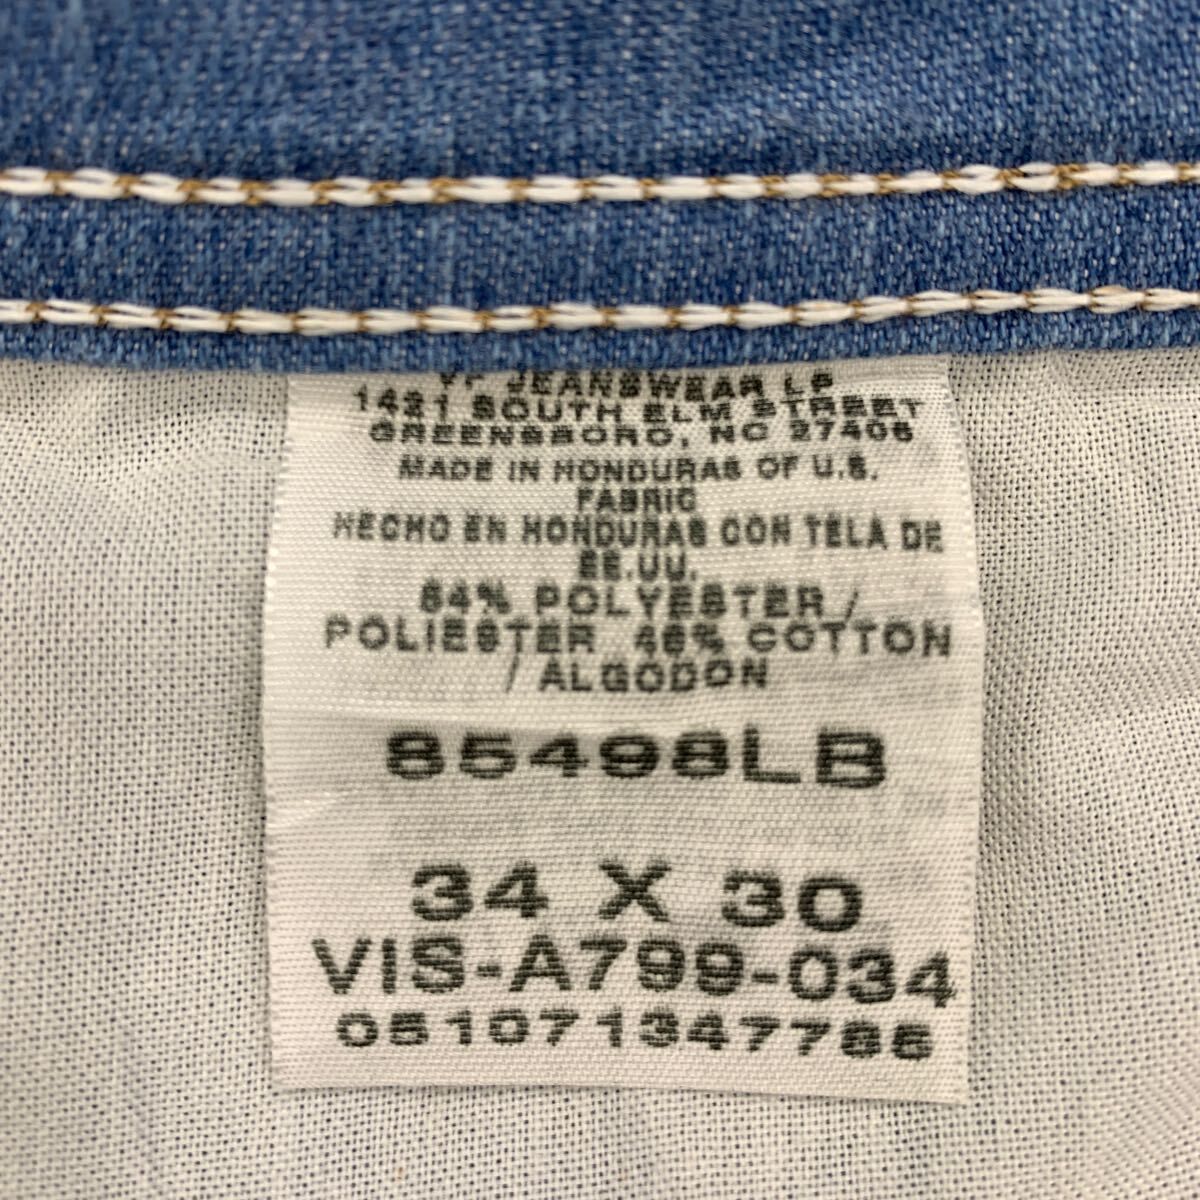 VF JEANSWEAR LP
1421 SOUTH ELM STREET
GREENSBORO, NC 27406
MADE IN HONDURAS OF U.S.
FABRIC
HECHO EN HONDURAS CON TELA DE
EE.UU.
54% POLYESTER /
POLIESTER 46% COTTON
/ ALGODON
85498LB
34 X 30
VIS-A799-034
051071347786